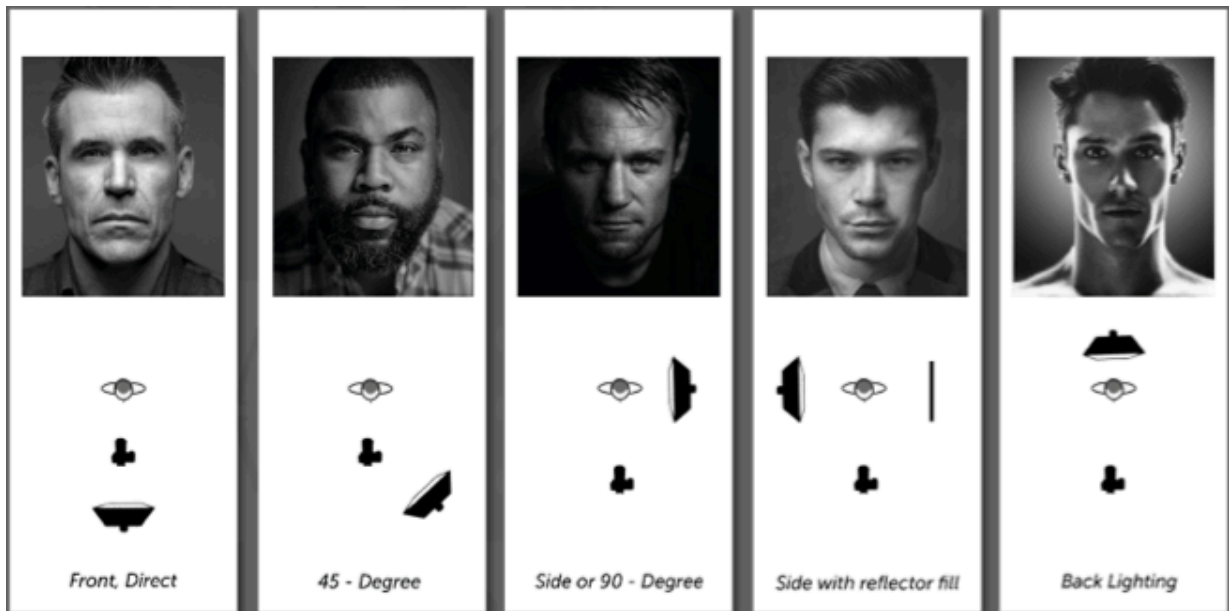 Front, Direct
45 - Degree
Side or 90 - Degree
Side with reflector fill
Back Lighting